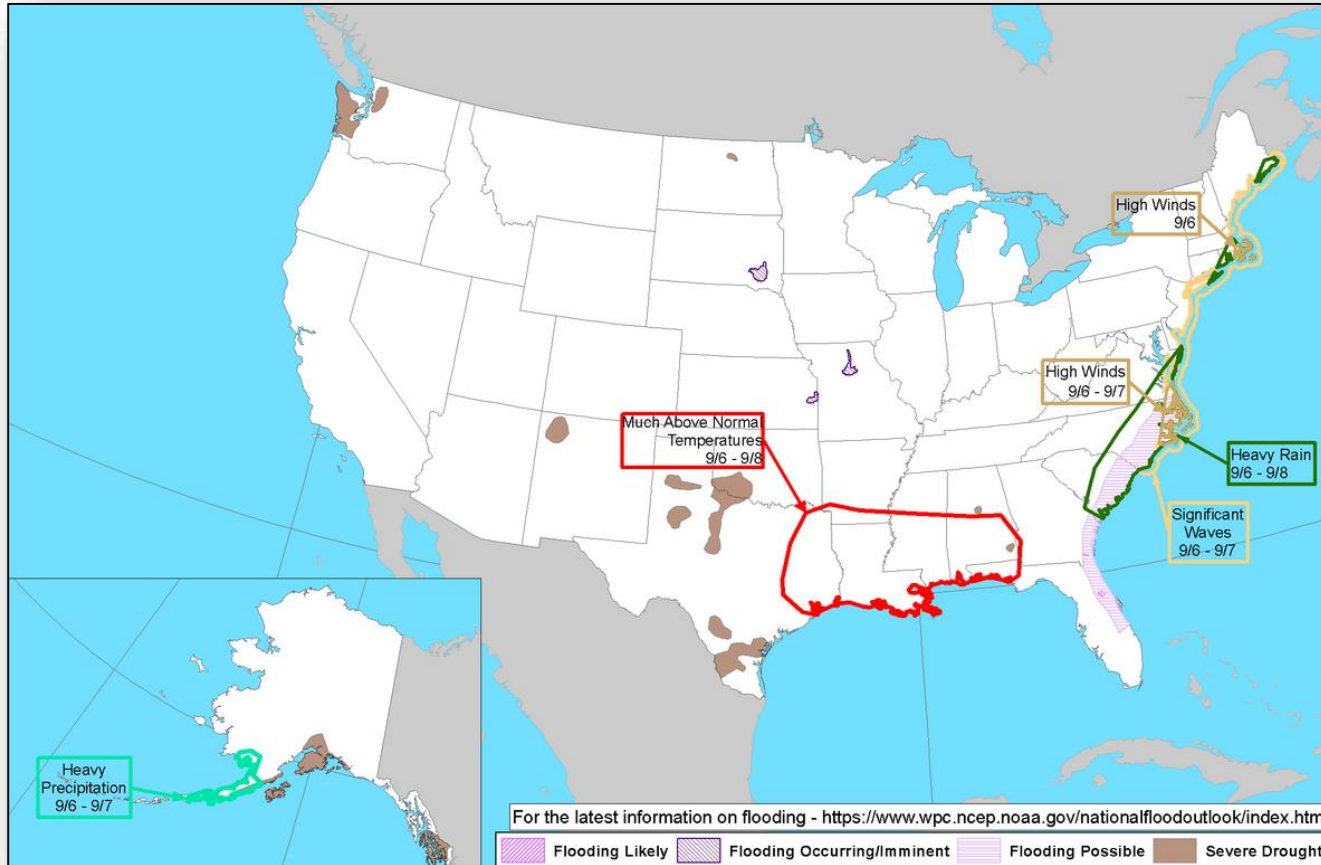 High Winds
9/6
High Winds
9/6 - 9/7
Much Above Normal
Temperatures
9/6 - 9/8
Heavy Rain
9/6 - 9/8
Significant
Waves
9/6 - 9/7
Heavy
Precipitation
9/6 - 9/7
For the latest information on flooding - https://www.wpc.ncep.noaa.gov/nationalfloodoutlook/index.htm
Flooding Likely Flooding Occurring/Imminent Flooding Possible Severe Drought